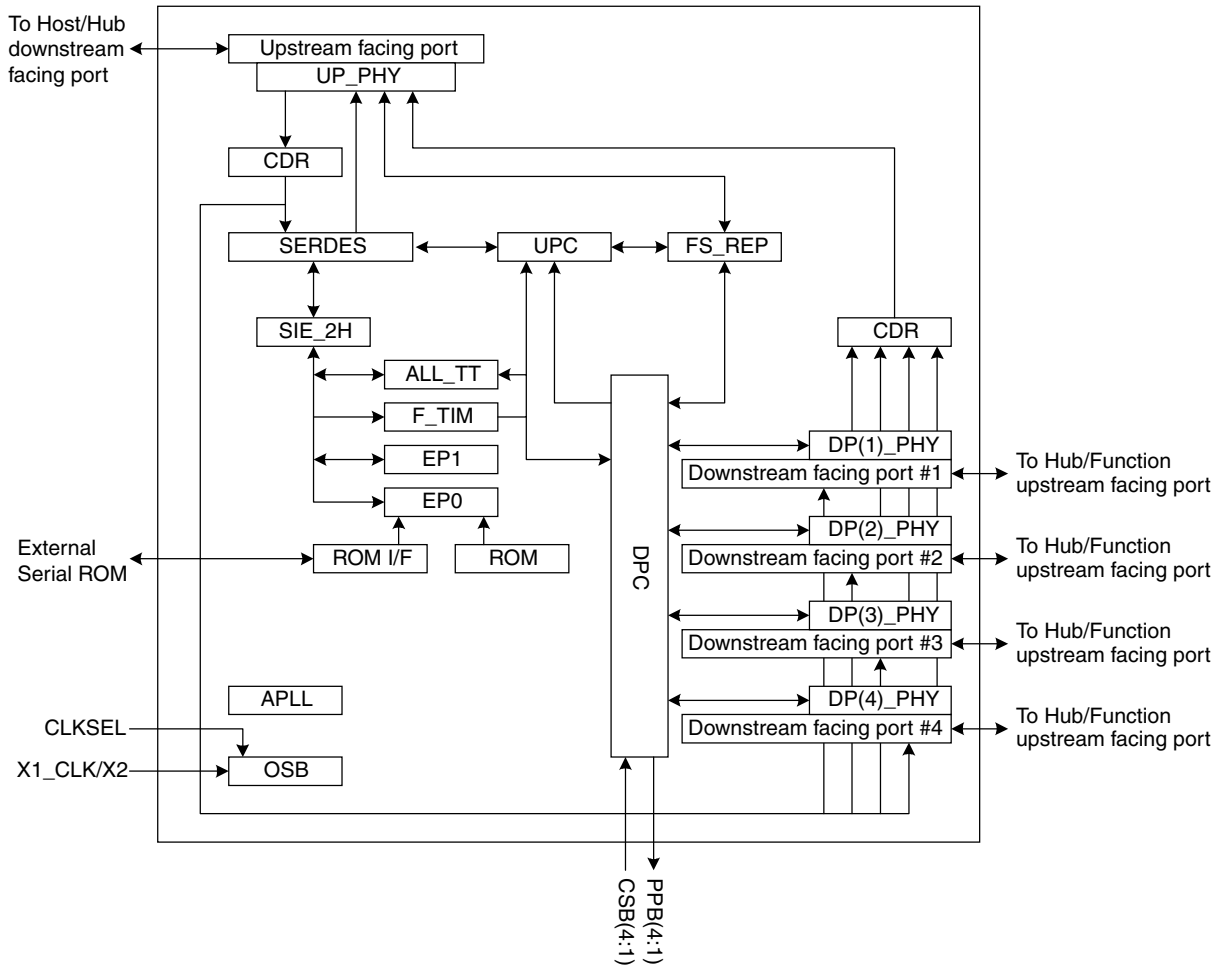 To Host/Hub
downstream
facing port
Upstream facing port
UP_PHY
CDR
SERDES
UPC
FS_REP
SIE_2H
CDR
ALL_TT
F_TIM
EP1
EP0
ROM I/F
ROM
External
Serial ROM
DPC
DP(1)_PHY
Downstream facing port #1
To Hub/Function
upstream facing port
DP(2)_PHY
Downstream facing port #2
To Hub/Function
upstream facing port
DP(3)_PHY
Downstream facing port #3
To Hub/Function
upstream facing port
DP(4)_PHY
Downstream facing port #4
To Hub/Function
upstream facing port
APLL
CLKSEL
X1_CLK/X2
OSB
CSB(4:1)
PPB(4:1)